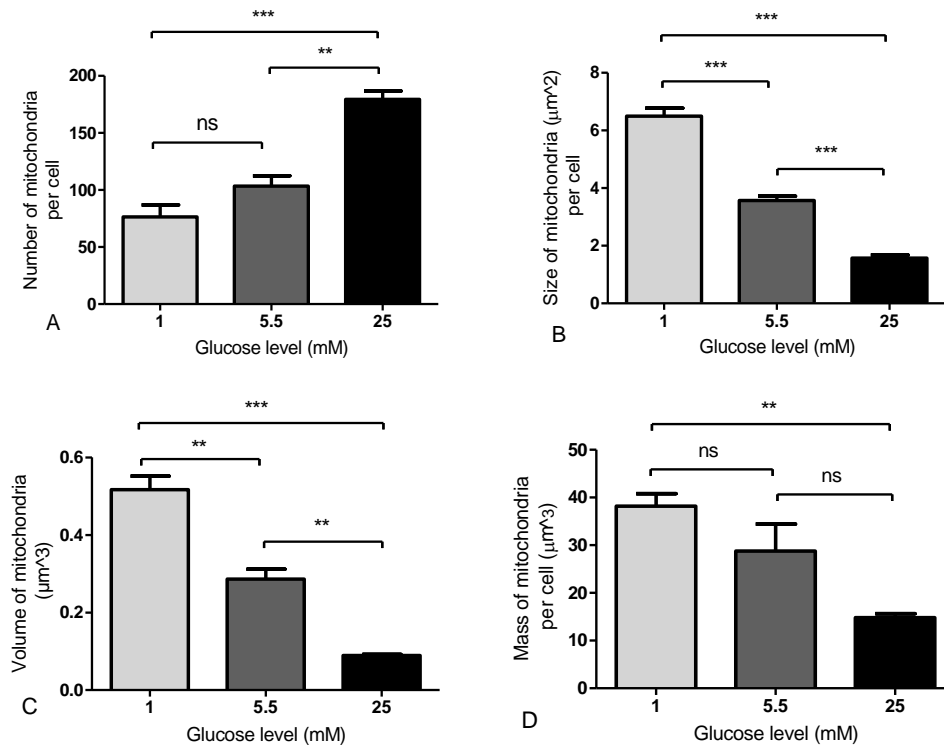 ***
**
ns
200
150
100
50
0
Number of mitochondria
per cell
1 5.5 25
Glucose level (mM)
A
***
***
***
8
6
4
2
0
Size of mitochondria (μm^2)
per cell
1 5.5 25
Glucose level (mM)
B
***
**
**
0.6
0.4
0.2
0.0
Volume of mitochondria
(μm^3)
1 5.5 25
Glucose level (mM)
C
**
ns
ns
50
40
30
20
10
0
Mass of mitochondria
per cell (μm^3)
1 5.5 25
Glucose level (mM)
D